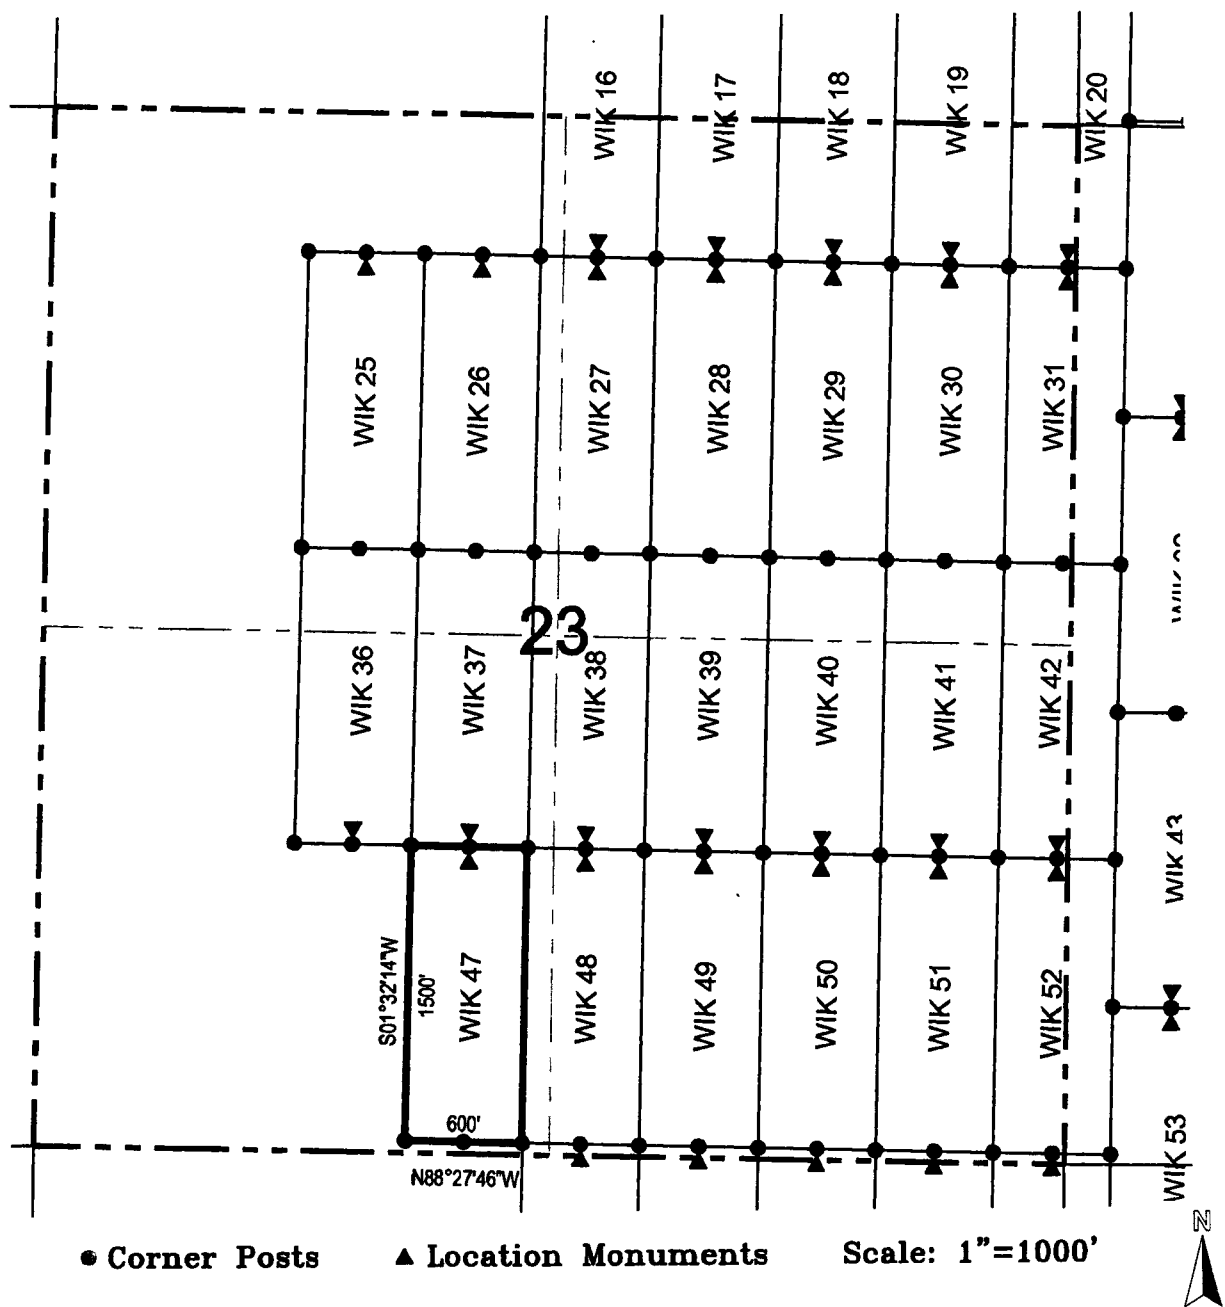 WIK 16
WIK 17
WIK 18
WIK 19
WIK 20
WIK 25
WIK 26
WIK 27
WIK 28
WIK 29
WIK 30
WIK 31
23
WIK 36
WIK 37
WIK 38
WIK 39
WIK 40
WIK 41
WIK 42
WIK 43
S01°32'14"W
1500'
WIK 47
WIK 48
WIK 49
WIK 50
WIK 51
WIK 52
WIK 53
600'
N88°27'46"W
N
Corner Posts
Location Monuments
Scale: 1"=1000'